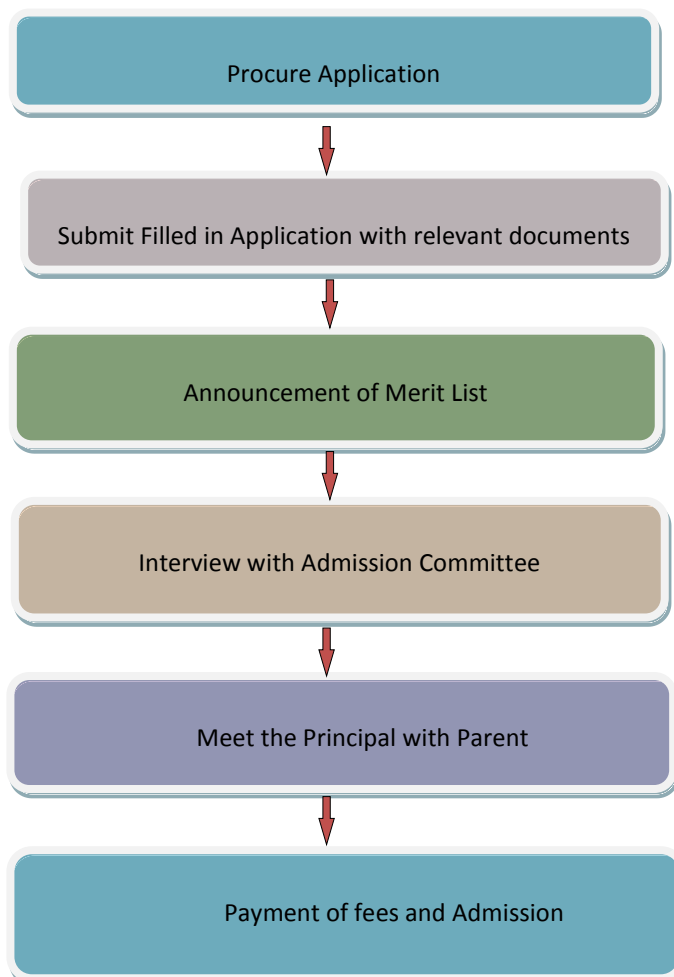 Procure Application
Submit Filled in Application with relevant documents
Announcement of Merit List
Interview with Admission Committee
Meet the Principal with Parent
Payment of fees and Admission